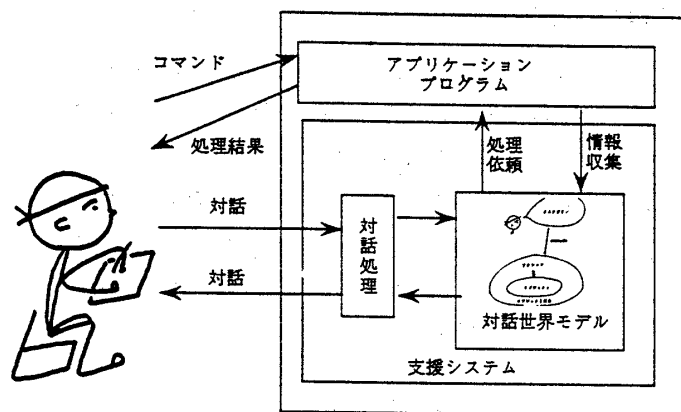 コマンド
アプリケーション
プログラム
処理結果
処理
依頼
情報
収集
対話
対話
対話処理
対話世界モデル
支援システム